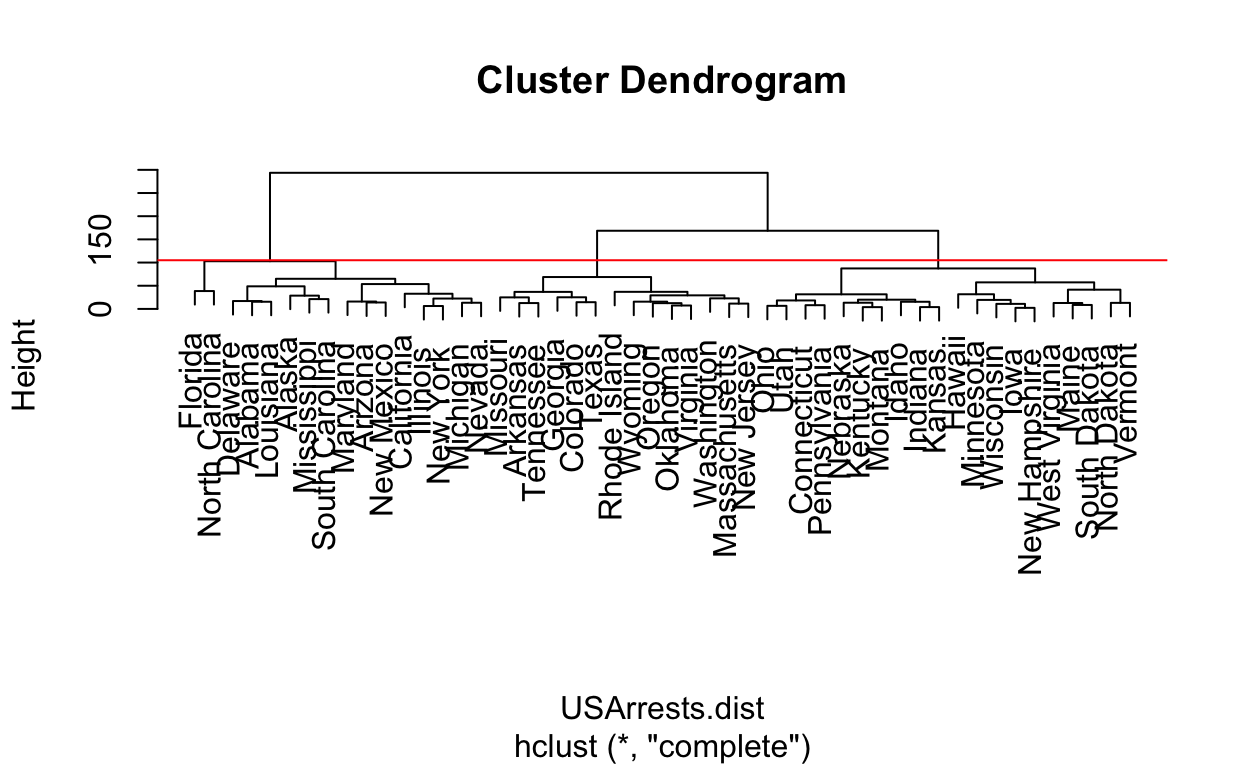 Cluster Dendrogram
Height
0
150
Florida
North Carolina
Delaware
Alabama
Louisiana
Alaska
Mississippi
South Carolina
Maryland
Arizona
New Mexico
California
Illinois
New York
Michigan
Nevada
Missouri
Arkansas
Tennessee
Georgia
Colorado
Texas
Rhode Island
Wyoming
Oregon
Oklahoma
Virginia
Washington
Massachusetts
New Jersey
Ohio
Utah
Connecticut
Pennsylvania
Nebraska
Kentucky
Montana
Idaho
Indiana
Kansas
Hawaii
Minnesota
Wisconsin
Iowa
New Hampshire
West Virginia
Maine
South Dakota
North Dakota
Vermont
USArrests.dist
hclust (*, "complete")